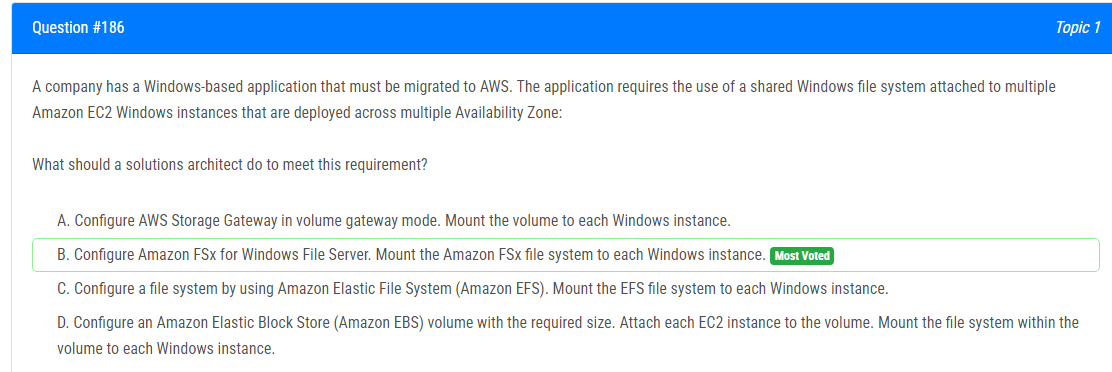 Question #186
Topic 1
A company has a Windows-based application that must be migrated to AWS. The application requires the use of a shared Windows file system attached to multiple
Amazon EC2 Windows instances that are deployed across multiple Availability Zone:
What should a solutions architect do to meet this requirement?
A. Configure AWS Storage Gateway in volume gateway mode. Mount the volume to each Windows instance.
B. Configure Amazon FSx for Windows File Server. Mount the Amazon FSx file system to each Windows instance. Most Voted
C. Configure a file system by using Amazon Elastic File System (Amazon EFS). Mount the EFS file system to each Windows instance.
D. Configure an Amazon Elastic Block Store (Amazon EBS) volume with the required size. Attach each EC2 instance to the volume. Mount the file system within the
volume to each Windows instance.